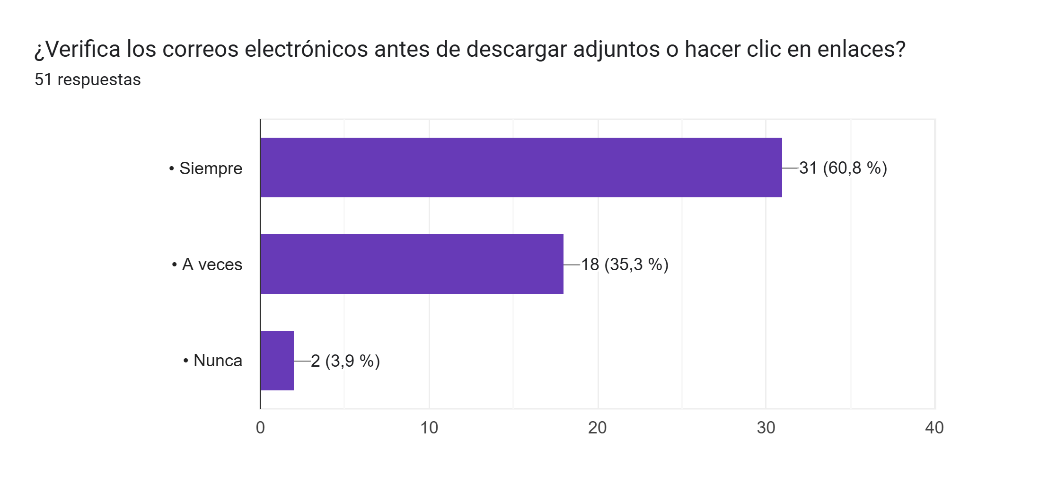 ¿Verifica los correos electrónicos antes de descargar adjuntos o hacer clic en enlaces?
51 respuestas
• Siempre
31 (60,8 %)
• A veces
18 (35,3 %)
• Nunca
2 (3,9 %)
0 10 20 30 40